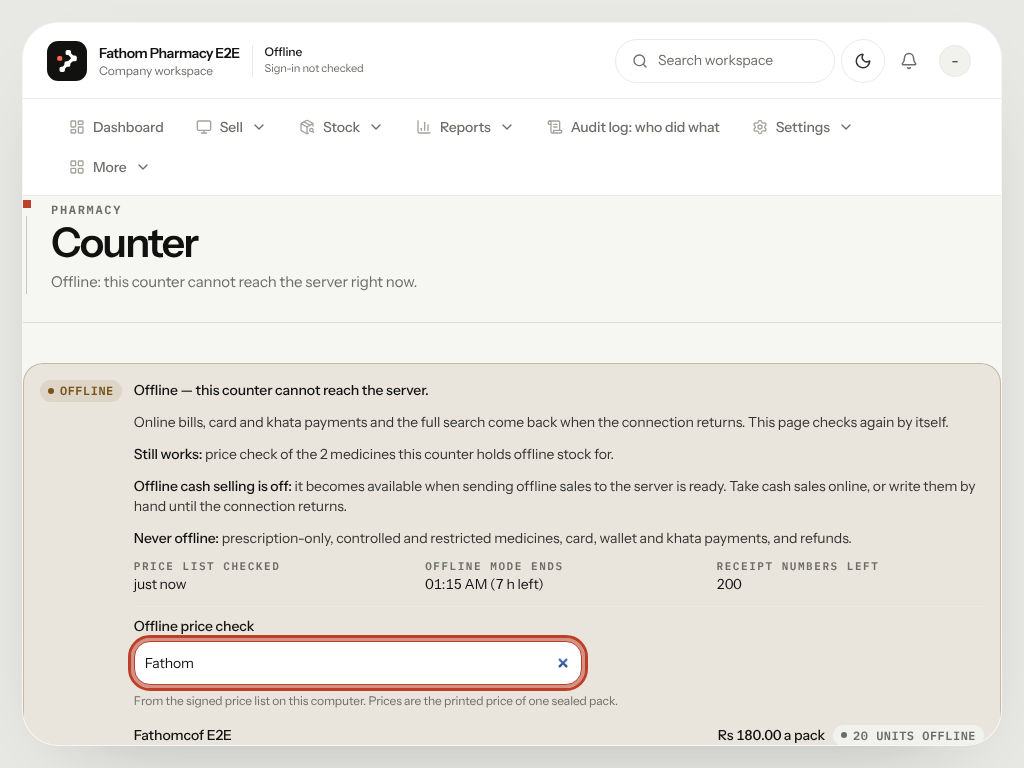 Fathom Pharmacy E2E
Company workspace
Offline
Sign-in not checked
Search workspace
-
Dashboard
Sell
Stock
Reports
Audit log: who did what
Settings
More
PHARMACY
Counter
Offline: this counter cannot reach the server right now.
OFFLINE
Offline — this counter cannot reach the server.
Online bills, card and khata payments and the full search come back when the connection returns. This page checks again by itself.
Still works: price check of the 2 medicines this counter holds offline stock for.
Offline cash selling is off: it becomes available when sending offline sales to the server is ready. Take cash sales online, or write them by
hand until the connection returns.
Never offline: prescription-only, controlled and restricted medicines, card, wallet and khata payments, and refunds.
PRICE LIST CHECKED
just now
OFFLINE MODE ENDS
01:15 AM (7 h left)
RECEIPT NUMBERS LEFT
200
Offline price check
Fathom
From the signed price list on this computer. Prices are the printed price of one sealed pack.
Fathomcof E2E
Rs 180.00 a pack
20 UNITS OFFLINE